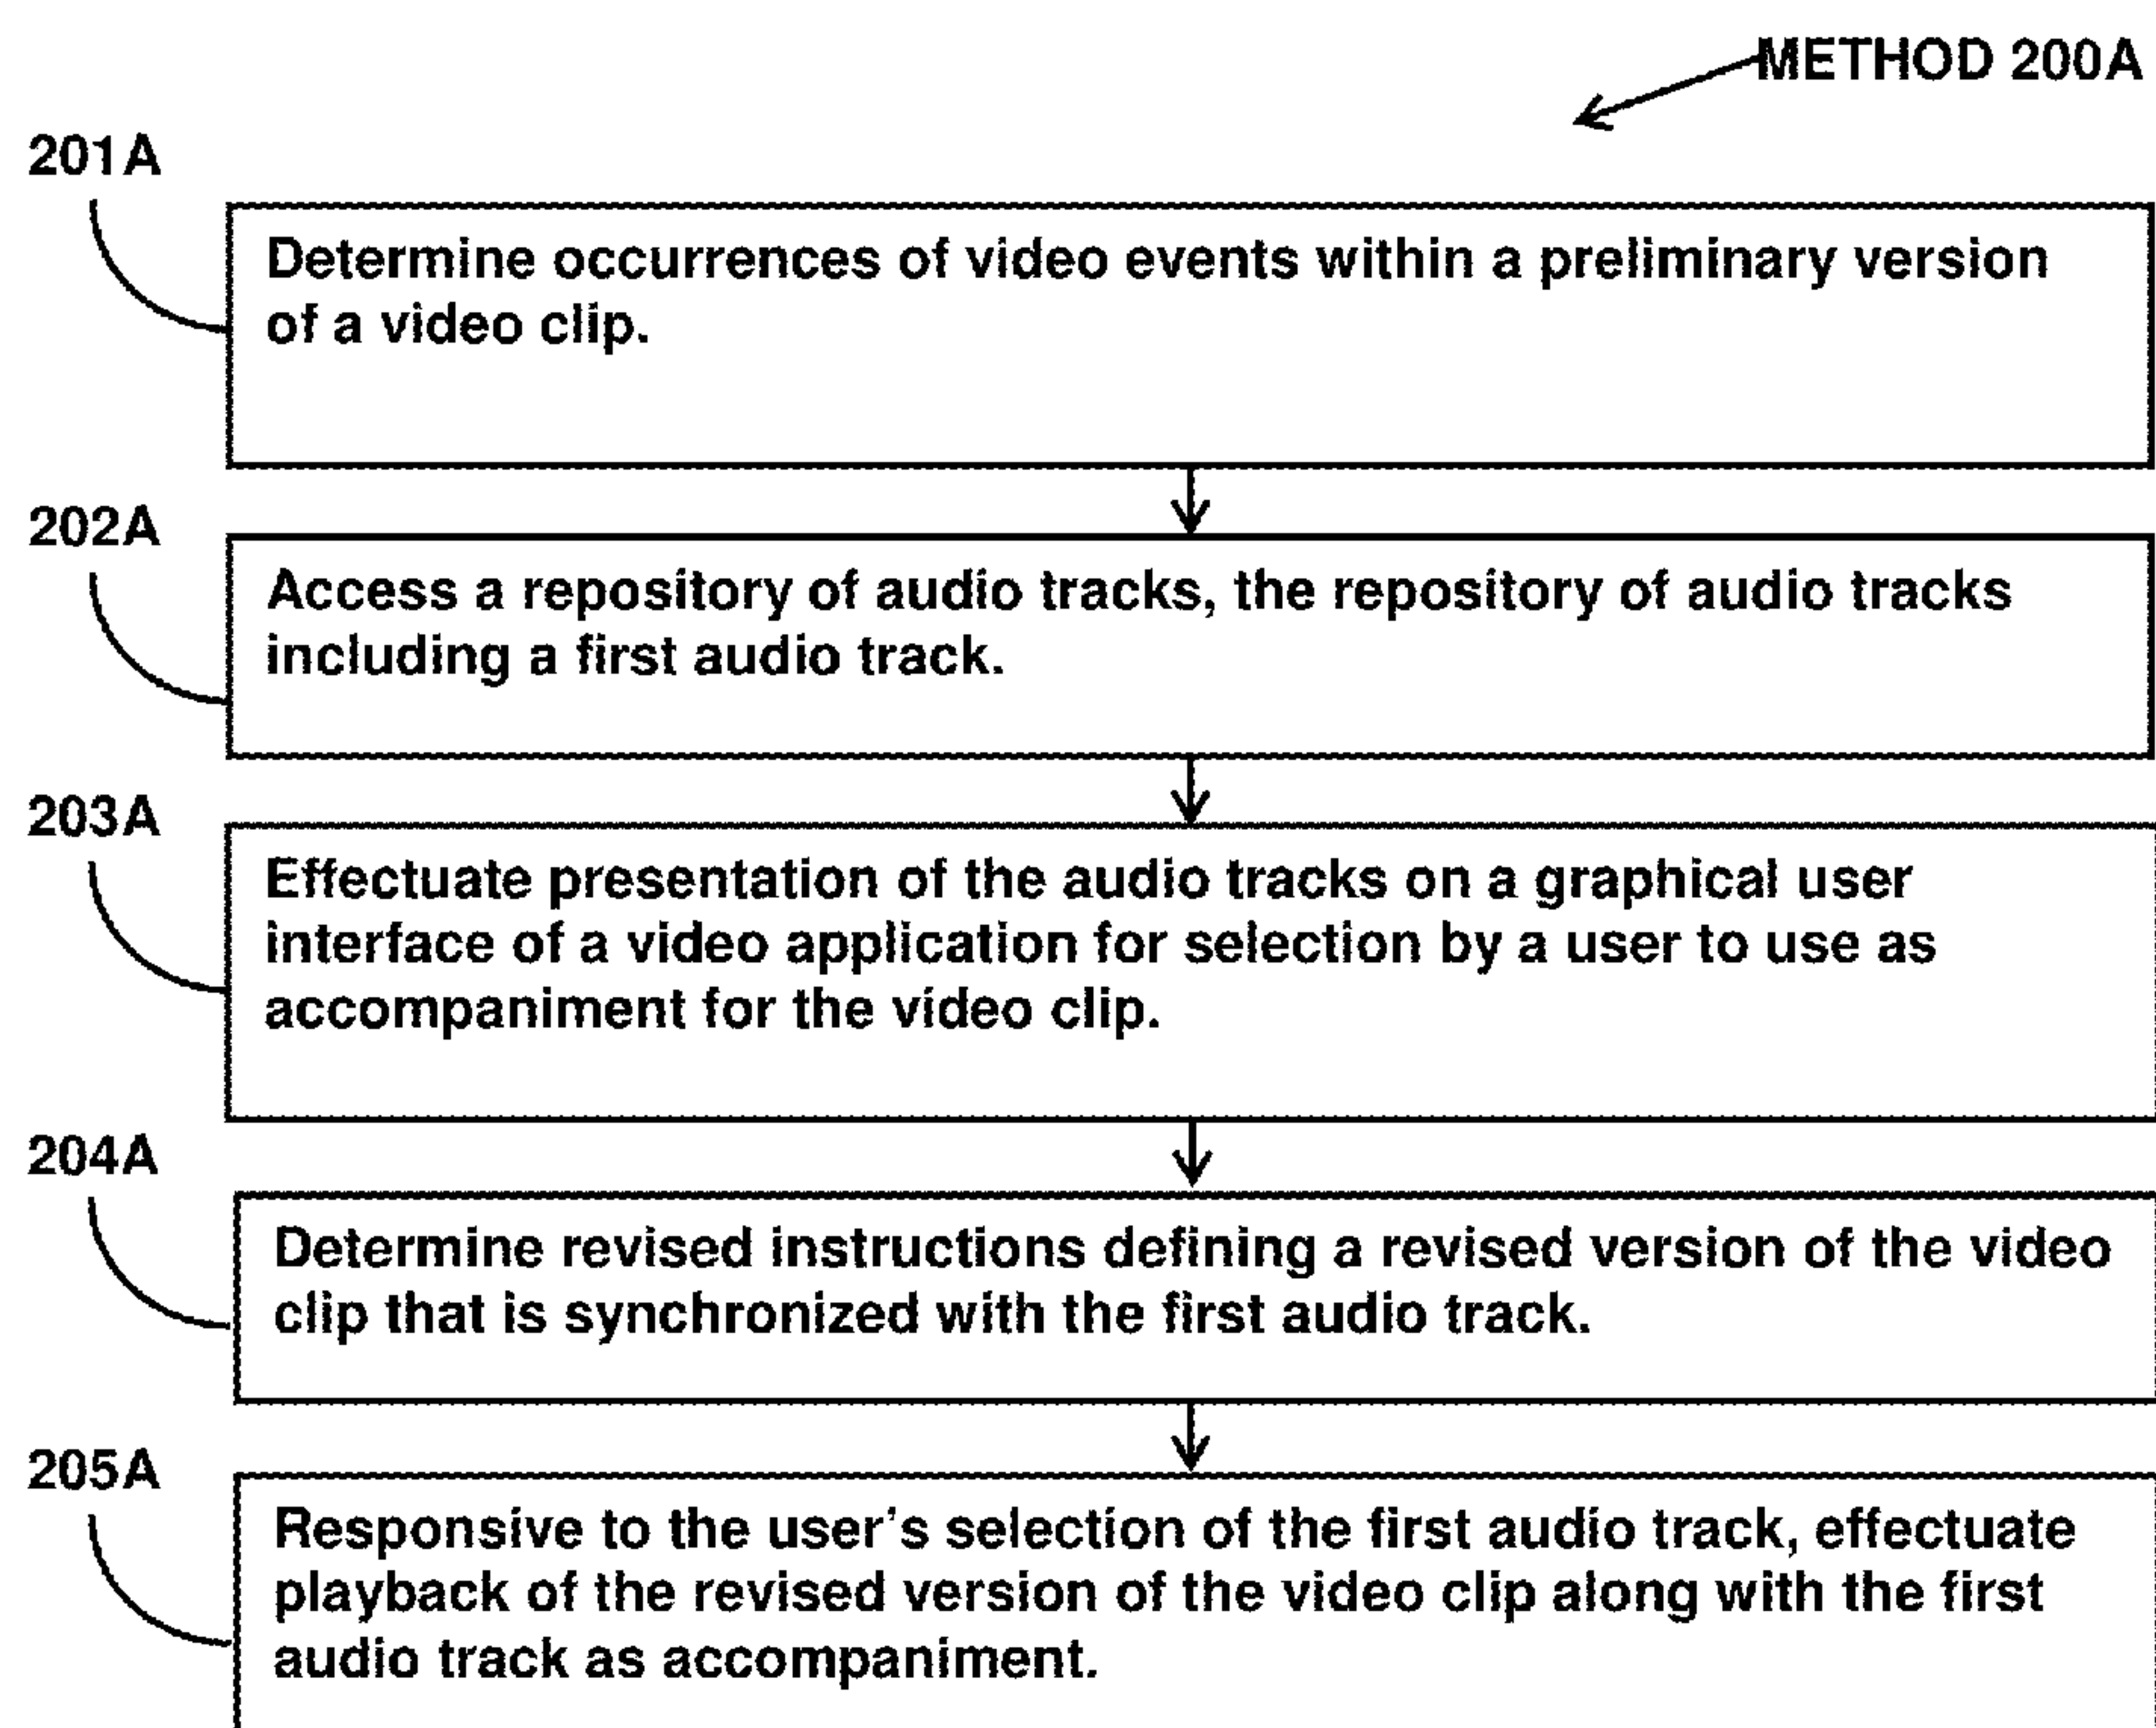 METHOD 200A
201A
Determine occurrences of video events within a preliminary version
of a video clip.
202A
Access a repository of audio tracks, the repository of audio tracks
including a first audio track.
203A
Effectuate presentation of the audio tracks on a graphical user
interface of a video application for selection by a user to use as
accompaniment for the video clip.
204A
Determine revised instructions defining a revised version of the video
clip that is synchronized with the first audio track.
205A
Responsive to the user's selection of the first audio track, effectuate
playback of the revised version of the video clip along with the first
audio track as accompaniment.